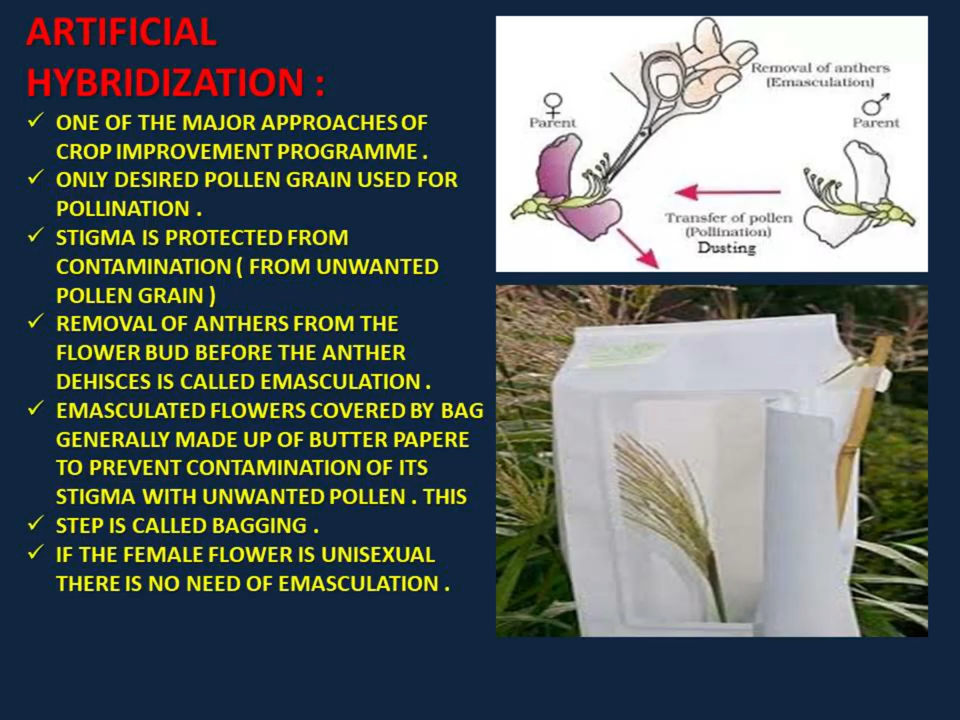 ARTIFICIAL
HYBRIDIZATION :
✓ ONE OF THE MAJOR APPROACHES OF
CROP IMPROVEMENT PROGRAMME .
✓ ONLY DESIRED POLLEN GRAIN USED FOR
POLLINATION .
✓ STIGMA IS PROTECTED FROM
CONTAMINATION ( FROM UNWANTED
POLLEN GRAIN )
✓ REMOVAL OF ANTHERS FROM THE
FLOWER BUD BEFORE THE ANTHER
DEHISCES IS CALLED EMASCULATION .
✓ EMASCULATED FLOWERS COVERED BY BAG
GENERALLY MADE UP OF BUTTER PAPERE
TO PREVENT CONTAMINATION OF ITS
STIGMA WITH UNWANTED POLLEN . THIS
✓ STEP IS CALLED BAGGING .
✓ IF THE FEMALE FLOWER IS UNISEXUAL
THERE IS NO NEED OF EMASCULATION .
Removal of anthers
(Emasculation)
♀
Parent
♂
Parent
Transfer of pollen
(Pollination)
Dusting